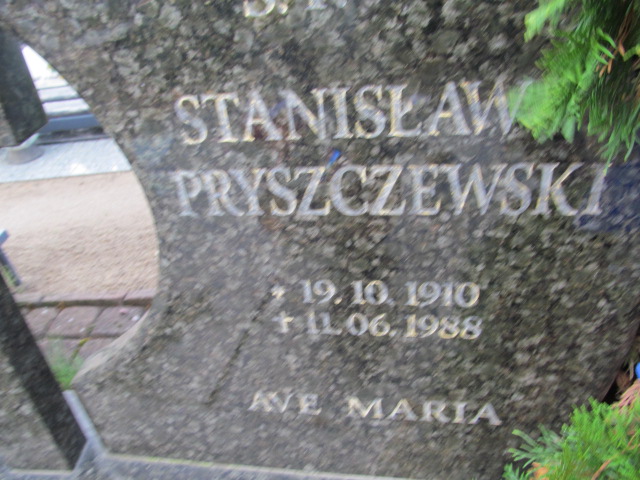 STANISŁAW
PRYSZCZEWSKI
* 19.10.1910
+ 11.06.1988
AVE MARIA